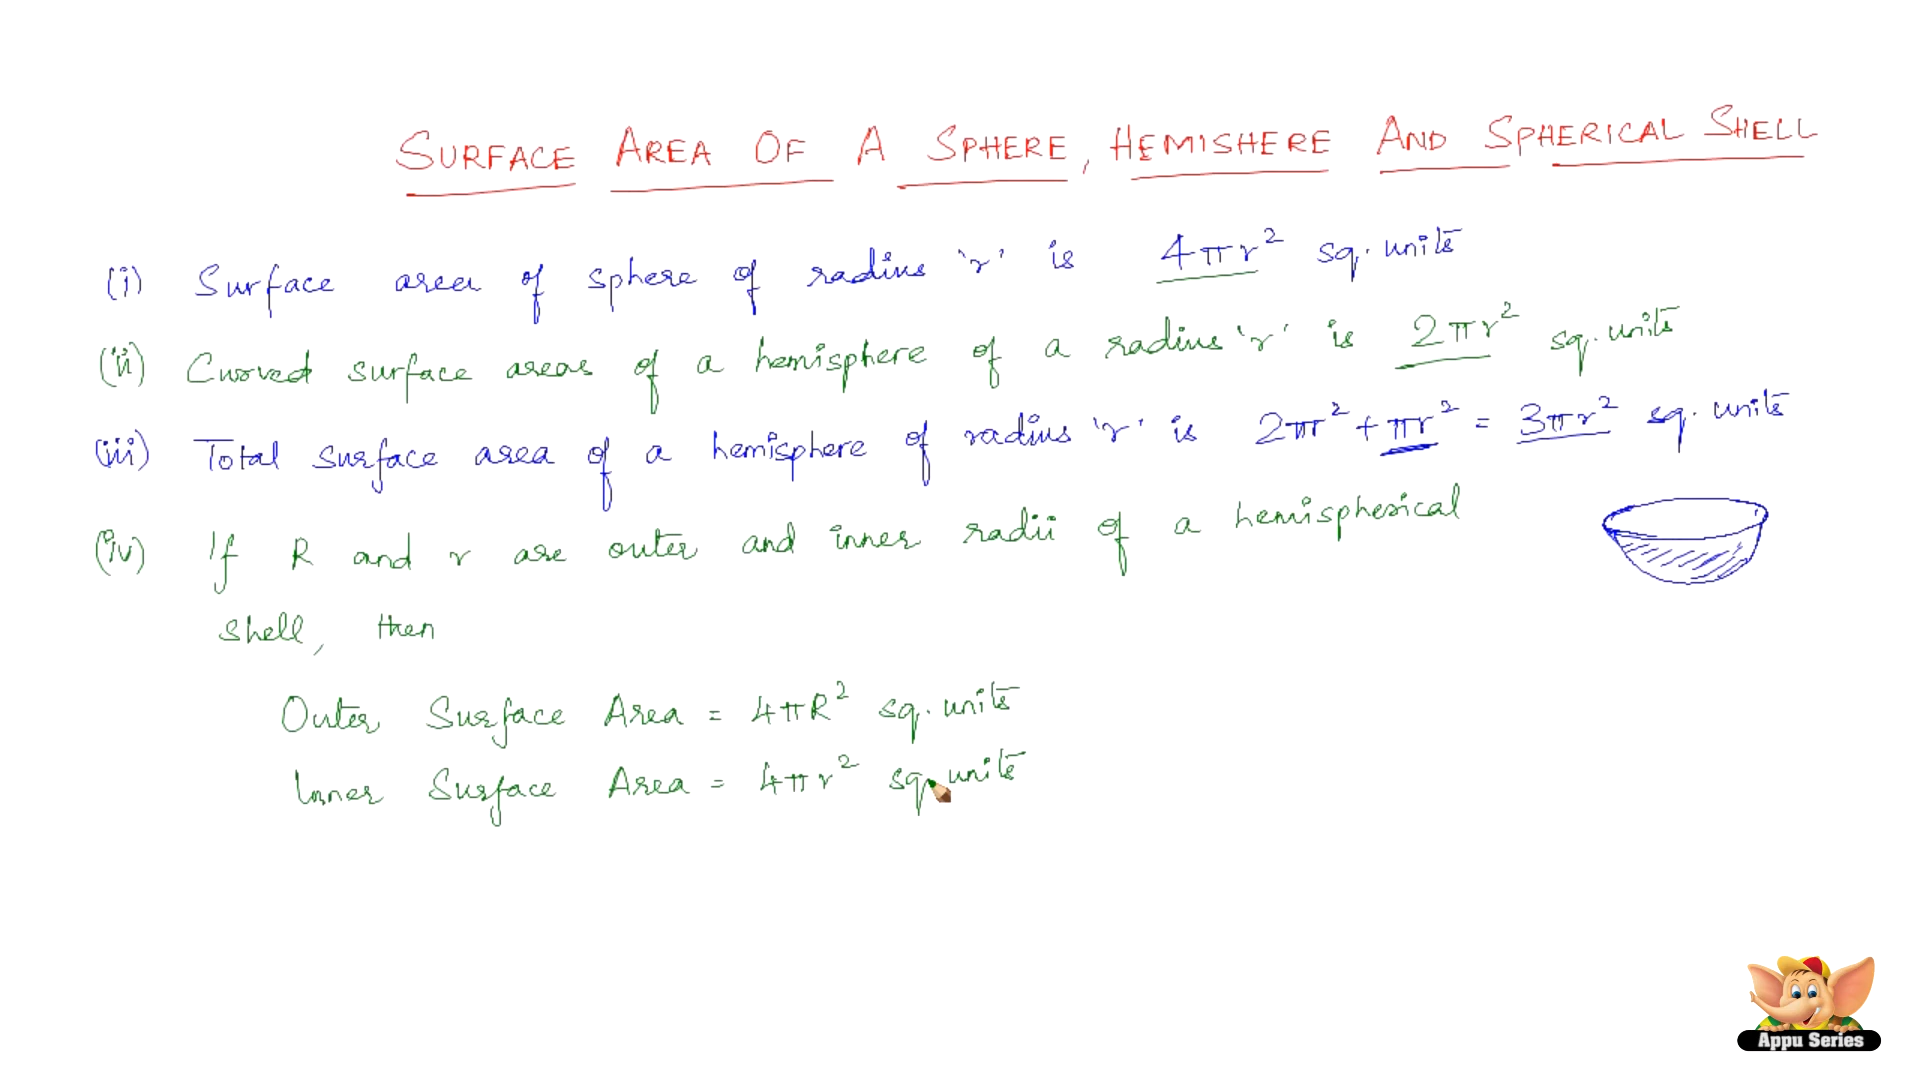 SURFACE AREA OF A SPHERE, HEMISHERE AND SPHERICAL SHELL
(i) Surface area of sphere of radius 'r' is 4πr² sq. units
(ii) Curved surface areas of a hemisphere of a radius 'r' is 2πr² sq. units
(iii) Total surface area of a hemisphere of radius 'r' is 2πr² + πr² = 3πr² sq. units
(iv) If R and r are outer and inner radii of a hemispherical
shell, then
Outer Surface Area = 4πR² sq. units
Inner Surface Area = 4πr² sq. units
Appu Series